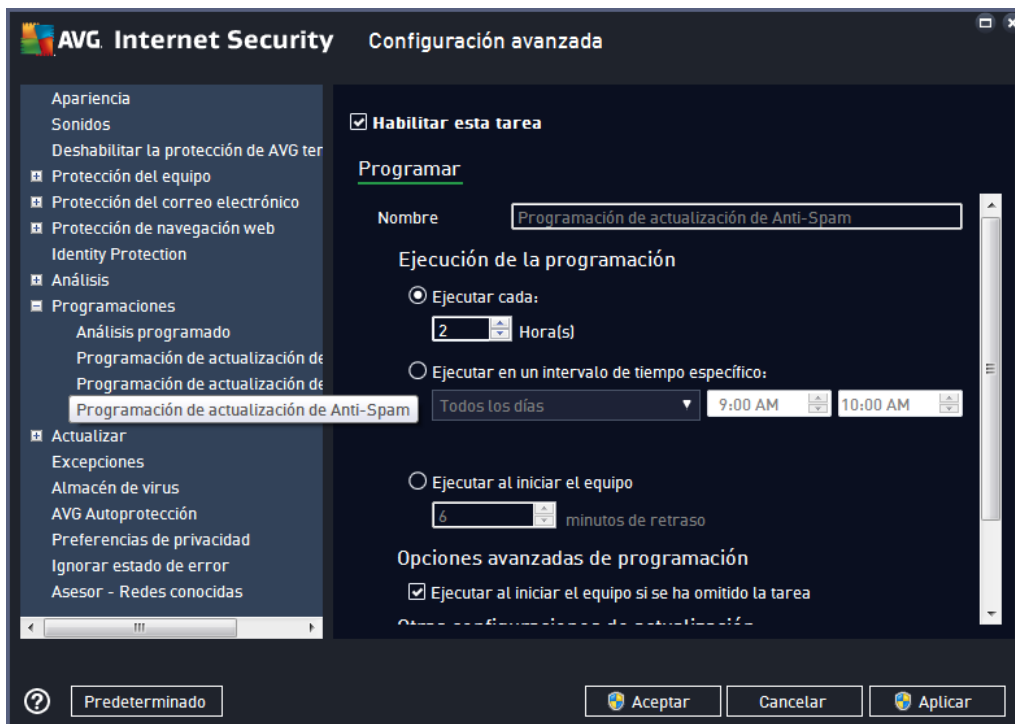 AVG Internet Security Configuración avanzada
Apariencia
Sonidos
Deshabilitar la protección de AVG ter
Protección del equipo
Protección del correo electrónico
Protección de navegación web
Identity Protection
Análisis
Programaciones
Análisis programado
Programación de actualización de
Programación de actualización de
Programación de actualización de Anti-Spam
Actualizar
Excepciones
Almacén de virus
AVG Autoprotección
Preferencias de privacidad
Ignorar estado de error
Asesor - Redes conocidas
Habilitar esta tarea
Programar
Nombre Programación de actualización de Anti-Spam
Ejecución de la programación
Ejecutar cada:
2 Hora(s)
Ejecutar en un intervalo de tiempo específico:
Todos los días 9:00 AM 10:00 AM
Ejecutar al iniciar el equipo
6 minutos de retraso
Opciones avanzadas de programación
Ejecutar al iniciar el equipo si se ha omitido la tarea
Otras configuraciones de actualización
? Predeterminado Aceptar Cancelar Aplicar